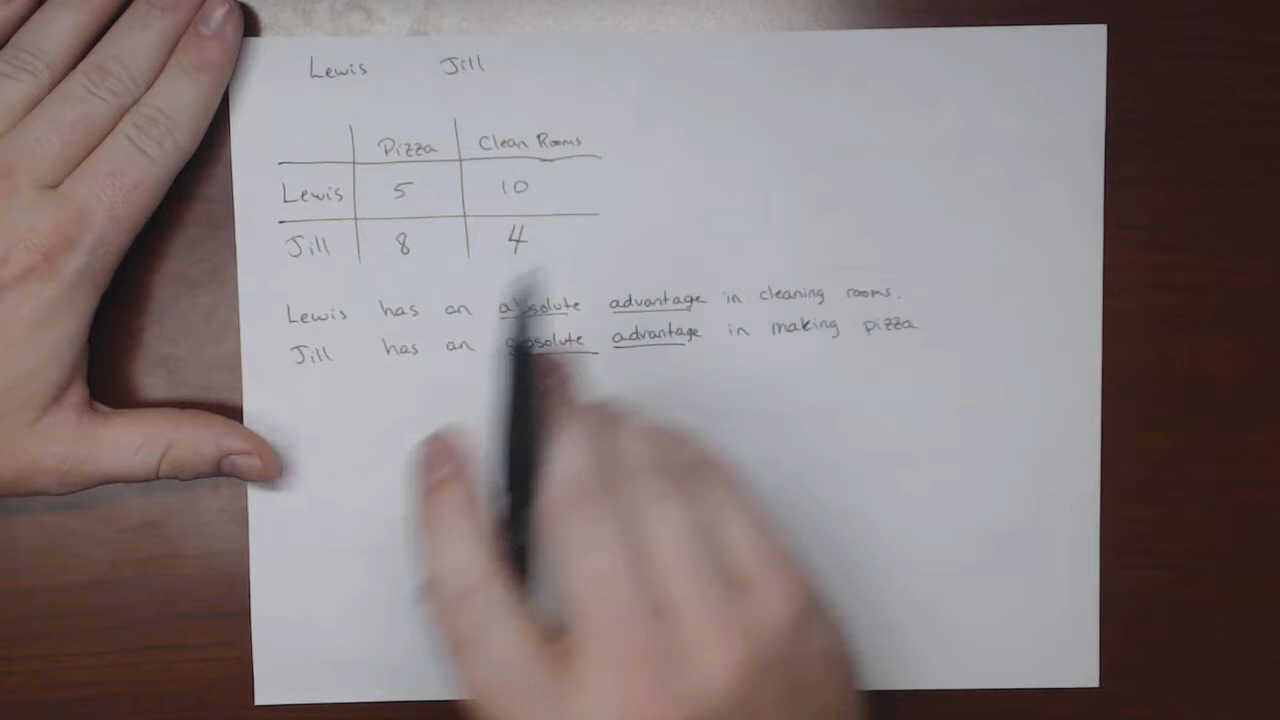 Lewis Jill
Pizza Clean Rooms
Lewis 5 10
Jill 8 4
Lewis has an absolute advantage in cleaning rooms.
Jill has an absolute advantage in making pizza